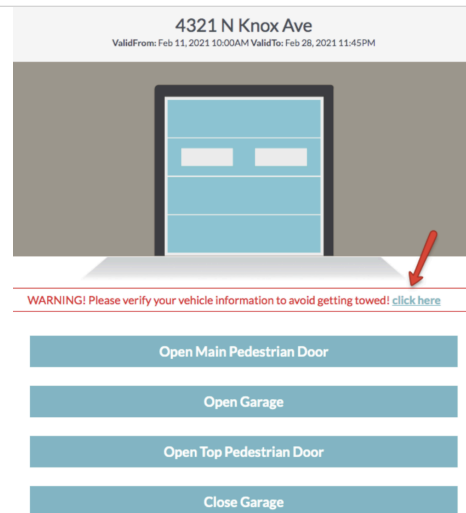 4321 N Knox Ave
ValidFrom: Feb 11, 2021 10:00AM ValidTo: Feb 28, 2021 11:45PM
WARNING! Please verify your vehicle information to avoid getting towed! click here
Open Main Pedestrian Door
Open Garage
Open Top Pedestrian Door
Close Garage